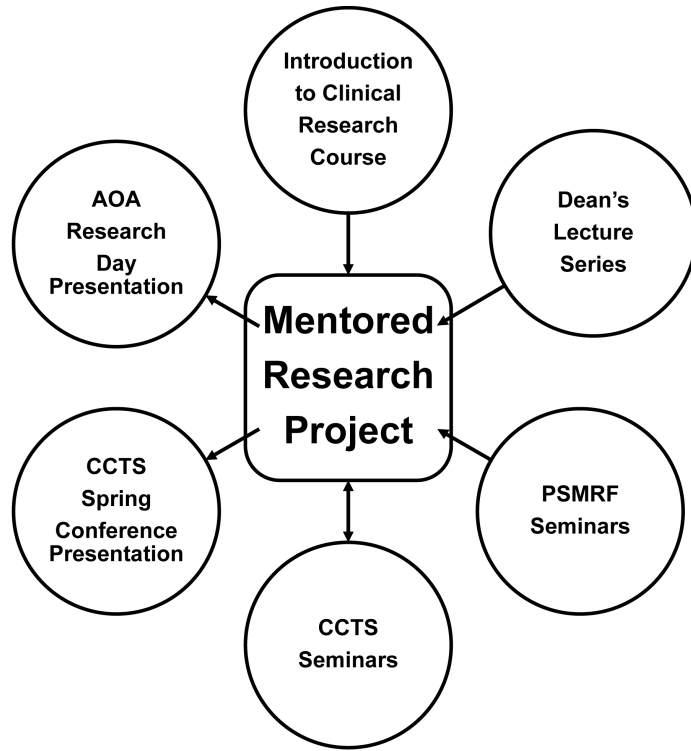 Introduction
to Clinical
Research
Course
AOA
Research
Day
Presentation
Dean's
Lecture
Series
Mentored
Research
Project
CCTS
Spring
Conference
Presentation
PSMRF
Seminars
CCTS
Seminars